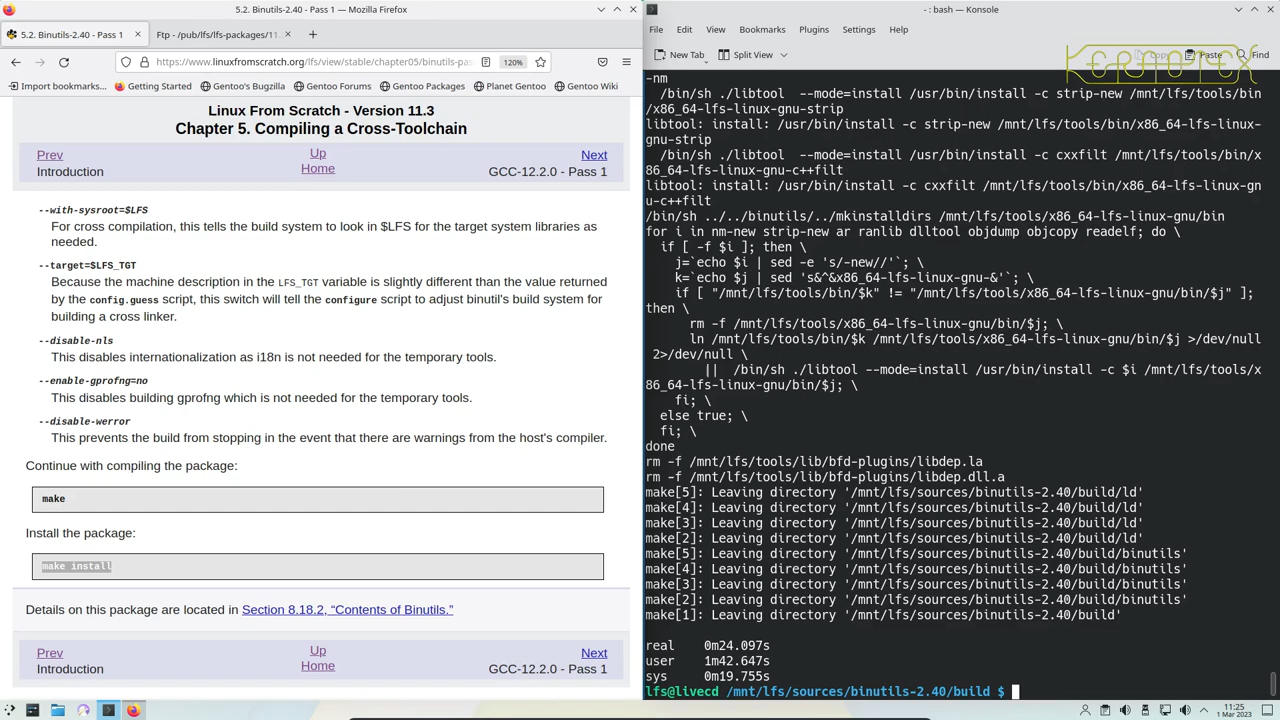 5.2. Binutils-2.40 - Pass 1 — Mozilla Firefox
5.2. Binutils-2.40 - Pass 1
Ftp - /pub/lfs/lfs-packages/11.
https://www.linuxfromscratch.org/lfs/view/stable/chapter05/binutils-pas
120%
Import bookmarks...
Getting Started
Gentoo's Bugzilla
Gentoo Forums
Gentoo Packages
Planet Gentoo
Gentoo Wiki
Linux From Scratch - Version 11.3
Chapter 5. Compiling a Cross-Toolchain
Prev Up Next
Introduction Home GCC-12.2.0 - Pass 1
--with-sysroot=$LFS
For cross compilation, this tells the build system to look in $LFS for the target system libraries as
needed.
--target=$LFS_TGT
Because the machine description in the LFS_TGT variable is slightly different than the value returned
by the config.guess script, this switch will tell the configure script to adjust binutil's build system for
building a cross linker.
--disable-nls
This disables internationalization as i18n is not needed for the temporary tools.
--enable-gprofng=no
This disables building gprofng which is not needed for the temporary tools.
--disable-werror
This prevents the build from stopping in the event that there are warnings from the host's compiler.
Continue with compiling the package:
make
Install the package:
make install
Details on this package are located in Section 8.18.2, “Contents of Binutils.”
Prev Up Next
Introduction Home GCC-12.2.0 - Pass 1
- : bash — Konsole
File Edit View Bookmarks Plugins Settings Help
New Tab Split View Copy Paste Find
KERNOTEX
-nm
/bin/sh ./libtool  --mode=install /usr/bin/install -c strip-new /mnt/lfs/tools/bin
/x86_64-lfs-linux-gnu-strip
libtool: install: /usr/bin/install -c strip-new /mnt/lfs/tools/bin/x86_64-lfs-linux-
gnu-strip
/bin/sh ./libtool  --mode=install /usr/bin/install -c cxxfilt /mnt/lfs/tools/bin/x
86_64-lfs-linux-gnu-c++filt
libtool: install: /usr/bin/install -c cxxfilt /mnt/lfs/tools/bin/x86_64-lfs-linux-gn
u-c++filt
/bin/sh ../../binutils/../mkinstalldirs /mnt/lfs/tools/x86_64-lfs-linux-gnu/bin
for i in nm-new strip-new ar ranlib dlltool objdump objcopy readelf; do \
if [ -f $i ]; then \
j=`echo $i | sed -e 's/-new//'`; \
k=`echo $j | sed 's&^&x86_64-lfs-linux-gnu-&'`; \
if [ "/mnt/lfs/tools/bin/$k" != "/mnt/lfs/tools/x86_64-lfs-linux-gnu/bin/$j" ];
then \
rm -f /mnt/lfs/tools/x86_64-lfs-linux-gnu/bin/$j; \
ln /mnt/lfs/tools/bin/$k /mnt/lfs/tools/x86_64-lfs-linux-gnu/bin/$j >/dev/null
2>/dev/null \
||  /bin/sh ./libtool --mode=install /usr/bin/install -c $i /mnt/lfs/tools/x
86_64-lfs-linux-gnu/bin/$j; \
fi; \
else true; \
fi; \
done
rm -f /mnt/lfs/tools/lib/bfd-plugins/libdep.la
rm -f /mnt/lfs/tools/lib/bfd-plugins/libdep.dll.a
make[5]: Leaving directory '/mnt/lfs/sources/binutils-2.40/build/ld'
make[4]: Leaving directory '/mnt/lfs/sources/binutils-2.40/build/ld'
make[3]: Leaving directory '/mnt/lfs/sources/binutils-2.40/build/ld'
make[2]: Leaving directory '/mnt/lfs/sources/binutils-2.40/build/ld'
make[5]: Leaving directory '/mnt/lfs/sources/binutils-2.40/build/binutils'
make[4]: Leaving directory '/mnt/lfs/sources/binutils-2.40/build/binutils'
make[3]: Leaving directory '/mnt/lfs/sources/binutils-2.40/build/binutils'
make[2]: Leaving directory '/mnt/lfs/sources/binutils-2.40/build/binutils'
make[1]: Leaving directory '/mnt/lfs/sources/binutils-2.40/build'
real    0m24.097s
user    1m42.647s
sys     0m19.755s
lfs@livecd /mnt/lfs/sources/binutils-2.40/build $
11:25
1 Mar 2023